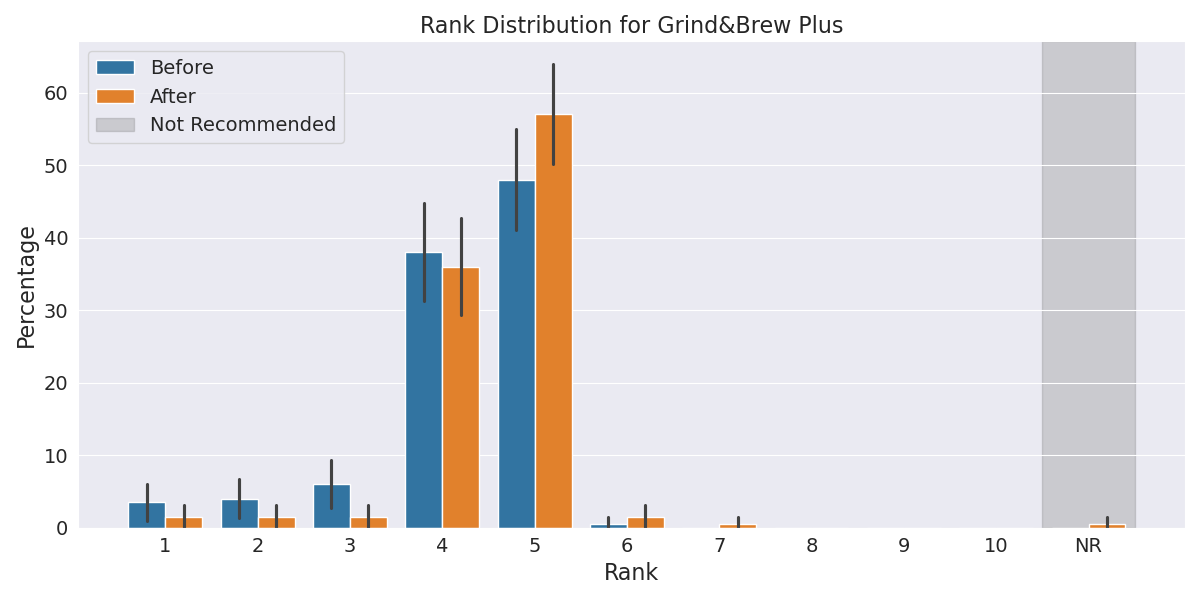 Rank Distribution for Grind&Brew Plus
Before
After
Not Recommended
Percentage
60
50
40
30
20
10
0
1 2 3 4 5 6 7 8 9 10 NR
Rank